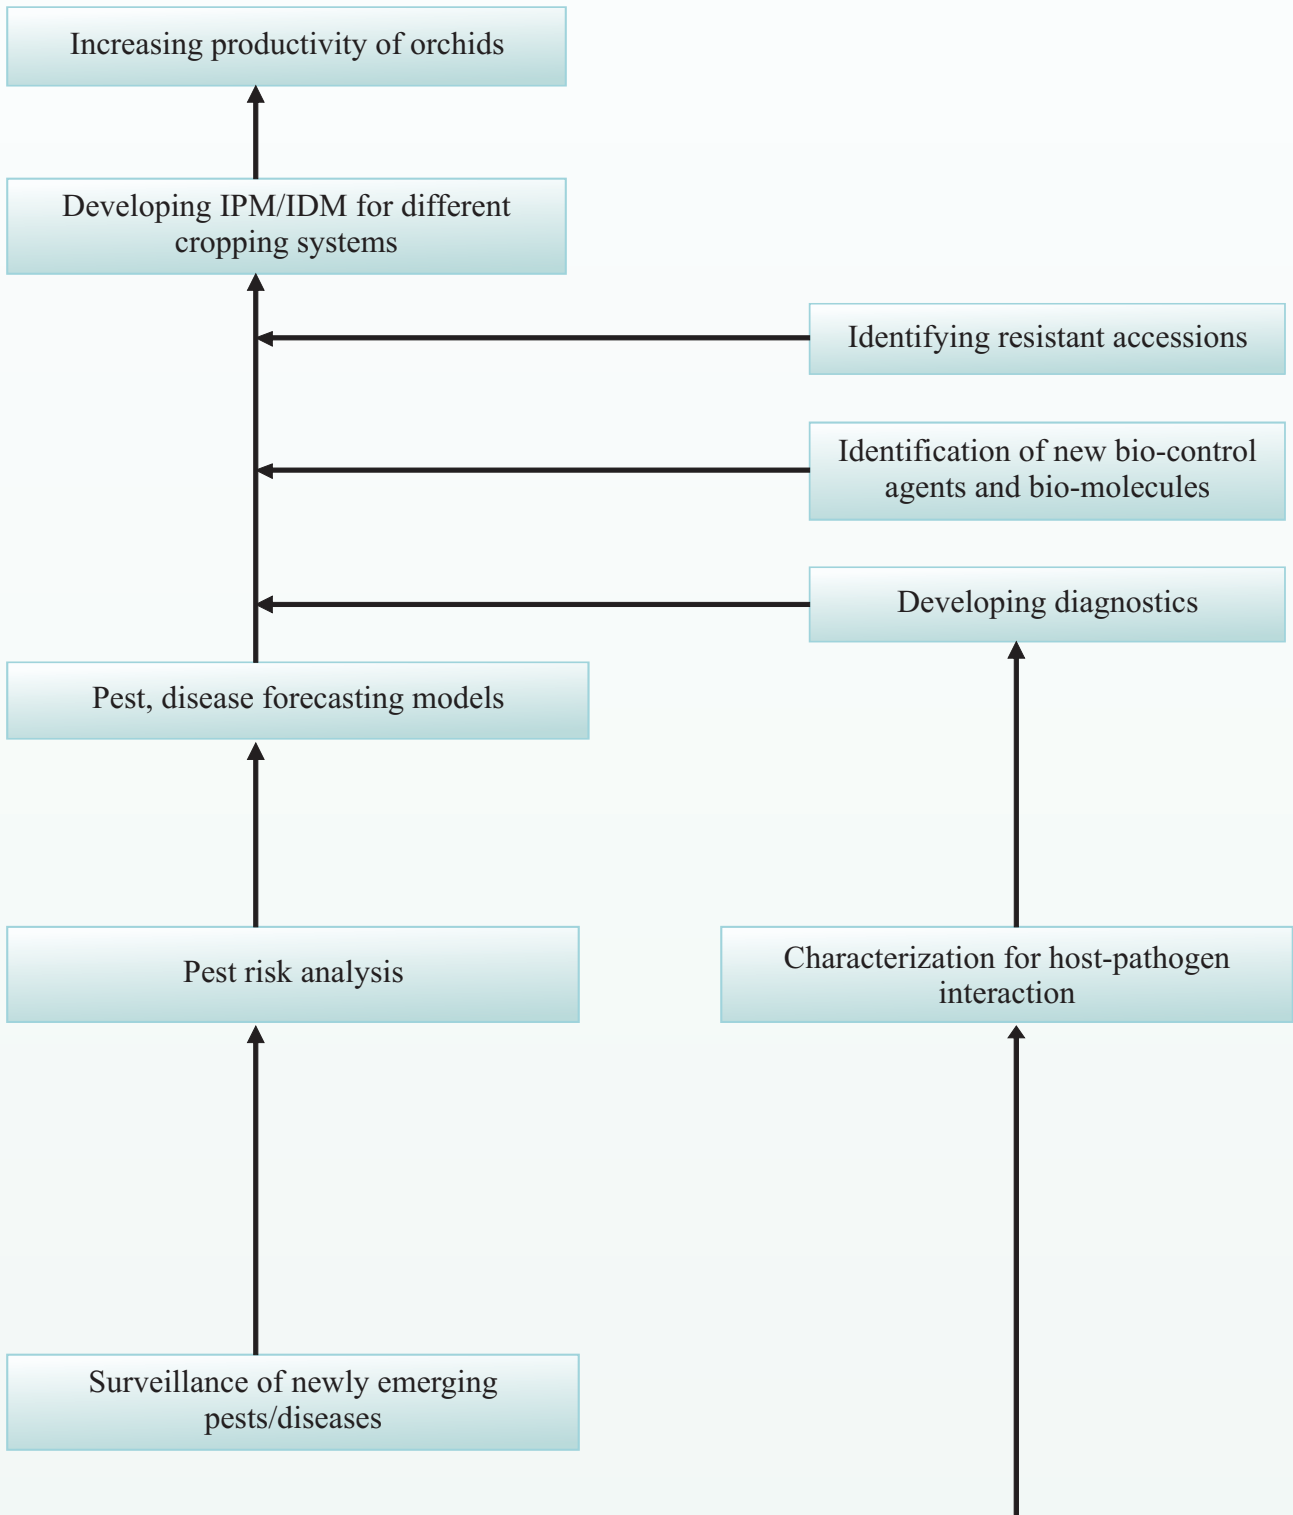 Increasing productivity of orchids
Developing IPM/IDM for different
cropping systems
Identifying resistant accessions
Identification of new bio-control
agents and bio-molecules
Developing diagnostics
Pest, disease forecasting models
Pest risk analysis
Characterization for host-pathogen
interaction
Surveillance of newly emerging
pests/diseases